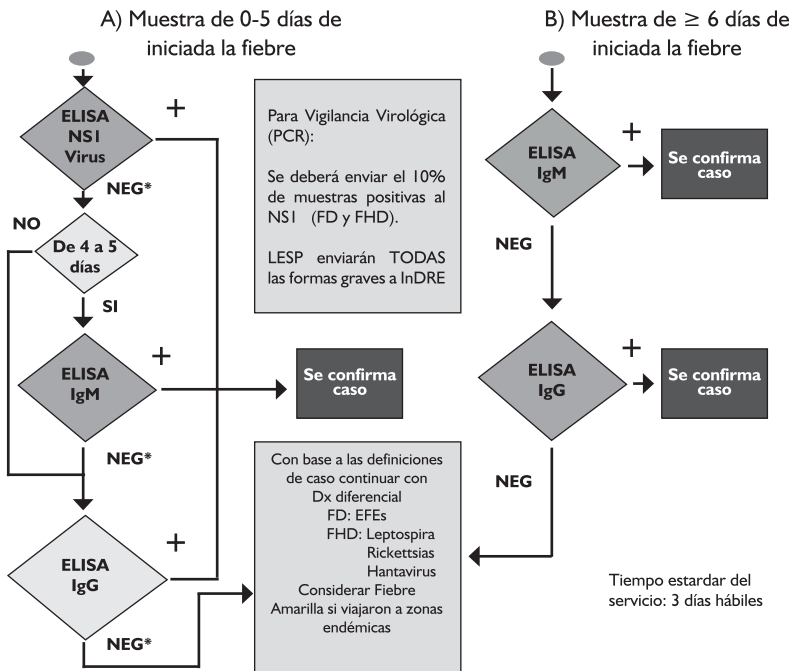 A) Muestra de 0-5 días de
iniciada la fiebre
ELISA
NS1
Virus
+
NEG*
NO
De 4 a 5
días
SI
ELISA
IgM
+
Se confirma
caso
NEG*
ELISA
IgG
+
NEG*
Para Vigilancia Virológica
(PCR):
Se deberá enviar el 10%
de muestras positivas al
NS1 (FD y FHD).
LESP enviarán TODAS
las formas graves a InDRE
Con base a las definiciones
de caso continuar con
Dx diferencial
FD: EFEs
FHD: Leptospira
Rickettsias
Hantavirus
Considerar Fiebre
Amarilla si viajaron a zonas
endémicas
B) Muestra de ≥ 6 días de
iniciada la fiebre
ELISA
IgM
+
Se confirma
caso
NEG
ELISA
IgG
+
Se confirma
caso
NEG
Tiempo estardar del
servicio: 3 días hábiles